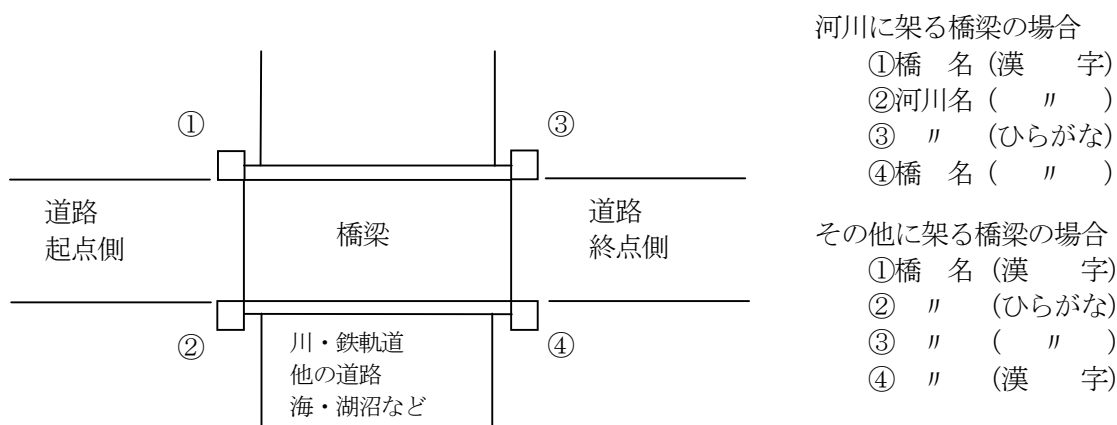 ①
③
道路
起点側
橋梁
道路
終点側
②
④
川・鉄軌道
他の道路
海・湖沼など
河川に架る橋梁の場合
①橋　名（漢　　字）
②河川名（　〃　）
③　〃　（ひらがな）
④橋　名（　〃　）
その他に架る橋梁の場合
①橋　名（漢　　字）
②　〃　（ひらがな）
③　〃　（　〃　）
④　〃　（漢　　字）